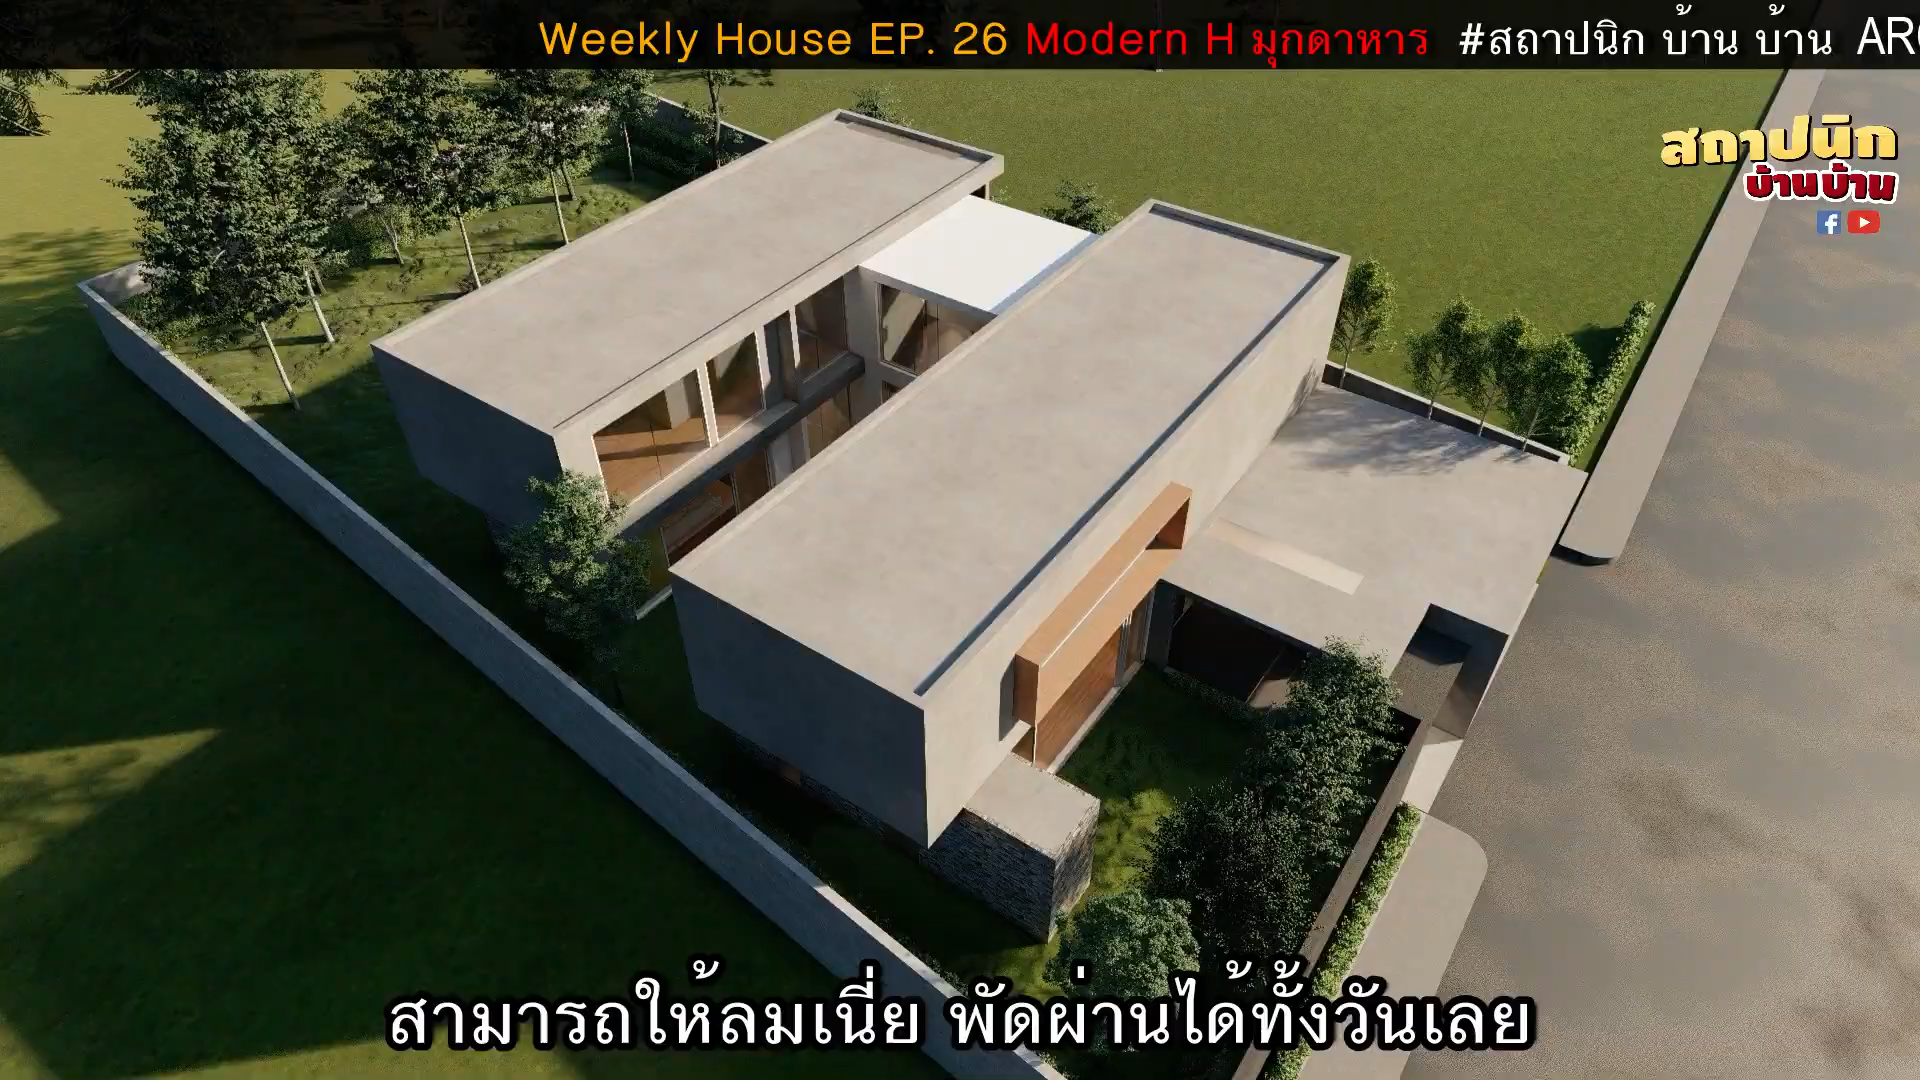 Weekly House EP. 26 Modern H มุกดาหาร #สถาปนิก บ้าน บ้าน
สถาปนิก
บ้านบ้าน
สามารถให้ลมเนี่ย พัดผ่านได้ทั้งวันเลย